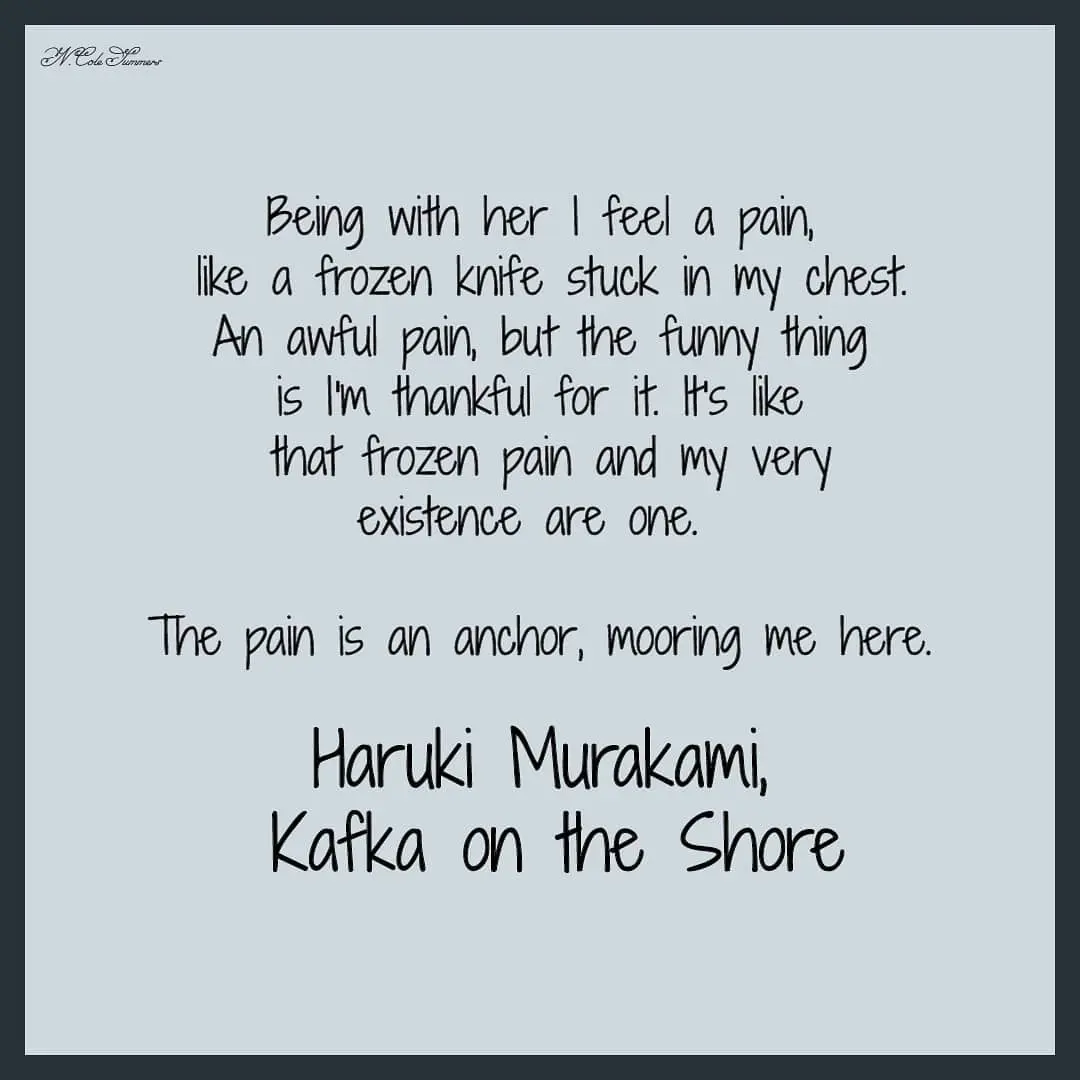 N. Cole Summers
Being with her I feel a pain,
like a frozen knife stuck in my chest.
An awful pain, but the funny thing
is I'm thankful for it. It's like
that frozen pain and my very
existence are one.
The pain is an anchor, mooring me here.
Haruki Murakami,
Kafka on the Shore